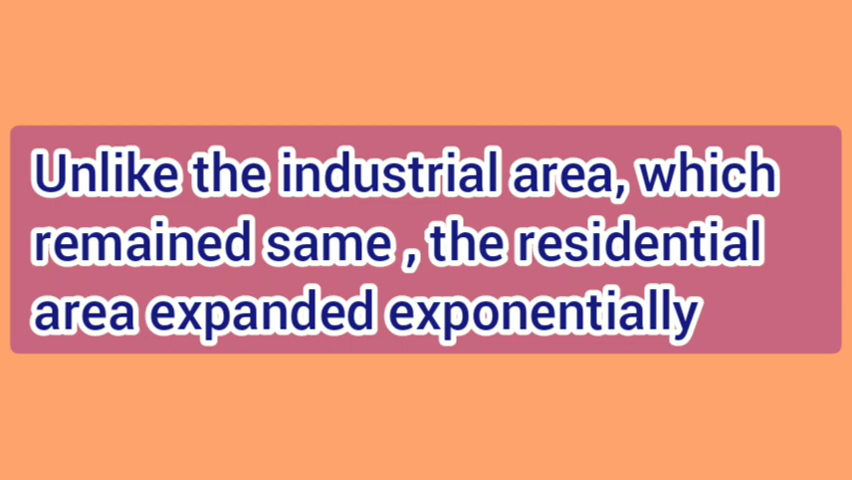 Unlike the industrial area, which
remained same , the residential
area expanded exponentially